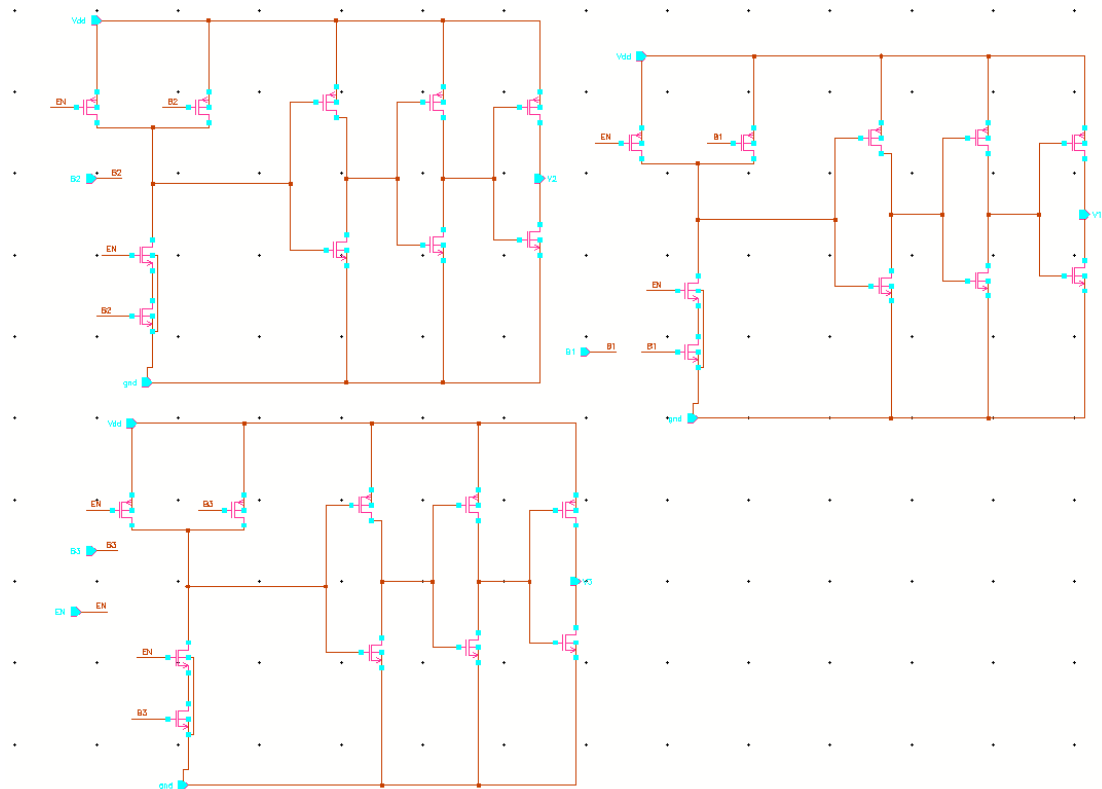 Vdd
EN
B2
B2 B2
V2
EN
B2
gnd
Vdd
EN
B1
V1
EN
B1 B1
B1
gnd
Vdd
EN
B3
B3 B3
V3
EN EN
EN
B3
gnd